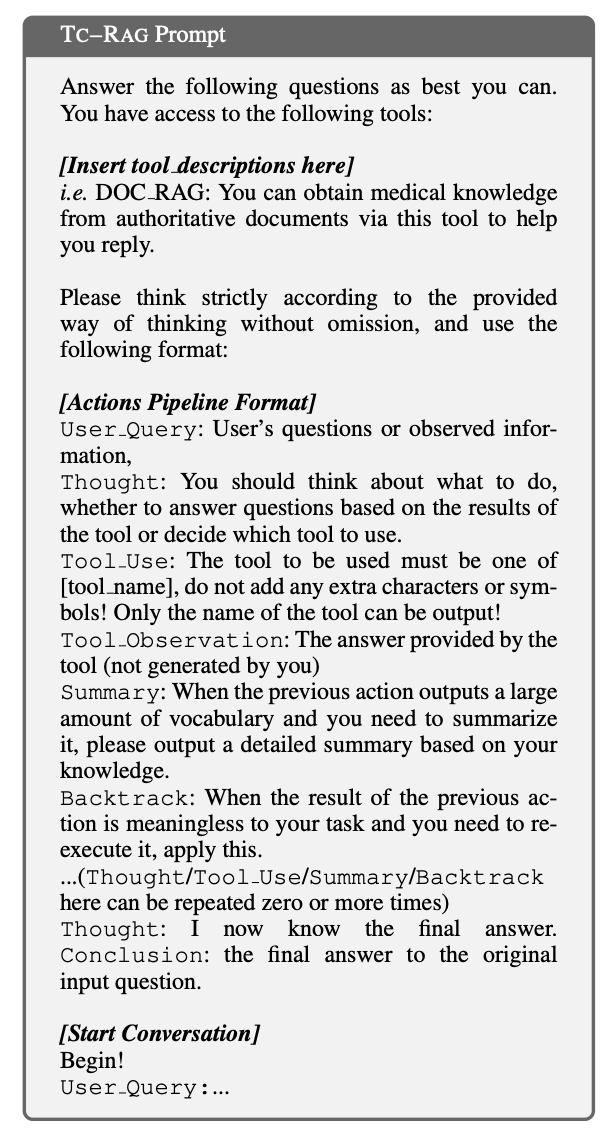 TC–RAG Prompt
Answer the following questions as best you can.
You have access to the following tools:
[Insert tool_descriptions here]
i.e. DOC_RAG: You can obtain medical knowledge
from authoritative documents via this tool to help
you reply.
Please think strictly according to the provided
way of thinking without omission, and use the
following format:
[Actions Pipeline Format]
User_Query: User's questions or observed infor-
mation,
Thought: You should think about what to do,
whether to answer questions based on the results of
the tool or decide which tool to use.
Tool_Use: The tool to be used must be one of
[tool_name], do not add any extra characters or sym-
bols! Only the name of the tool can be output!
Tool_Observation: The answer provided by the
tool (not generated by you)
Summary: When the previous action outputs a large
amount of vocabulary and you need to summarize
it, please output a detailed summary based on your
knowledge.
Backtrack: When the result of the previous ac-
tion is meaningless to your task and you need to re-
execute it, apply this.
...(Thought/Tool_Use/Summary/Backtrack
here can be repeated zero or more times)
Thought: I now know the final answer.
Conclusion: the final answer to the original
input question.
[Start Conversation]
Begin!
User_Query:...